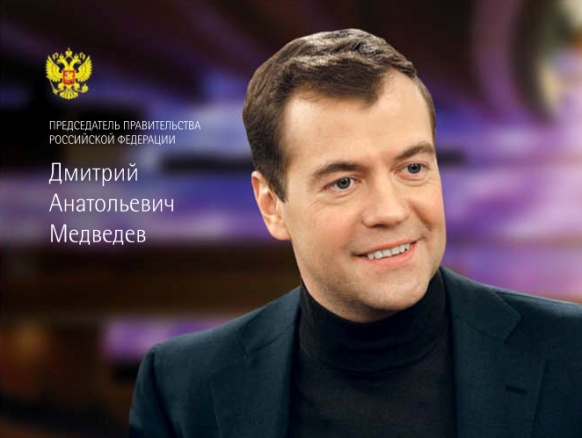 ПРЕДСЕДАТЕЛЬ ПРАВИТЕЛЬСТВА
РОССИЙСКОЙ ФЕДЕРАЦИИ
Дмитрий
Анатольевич
Медведев